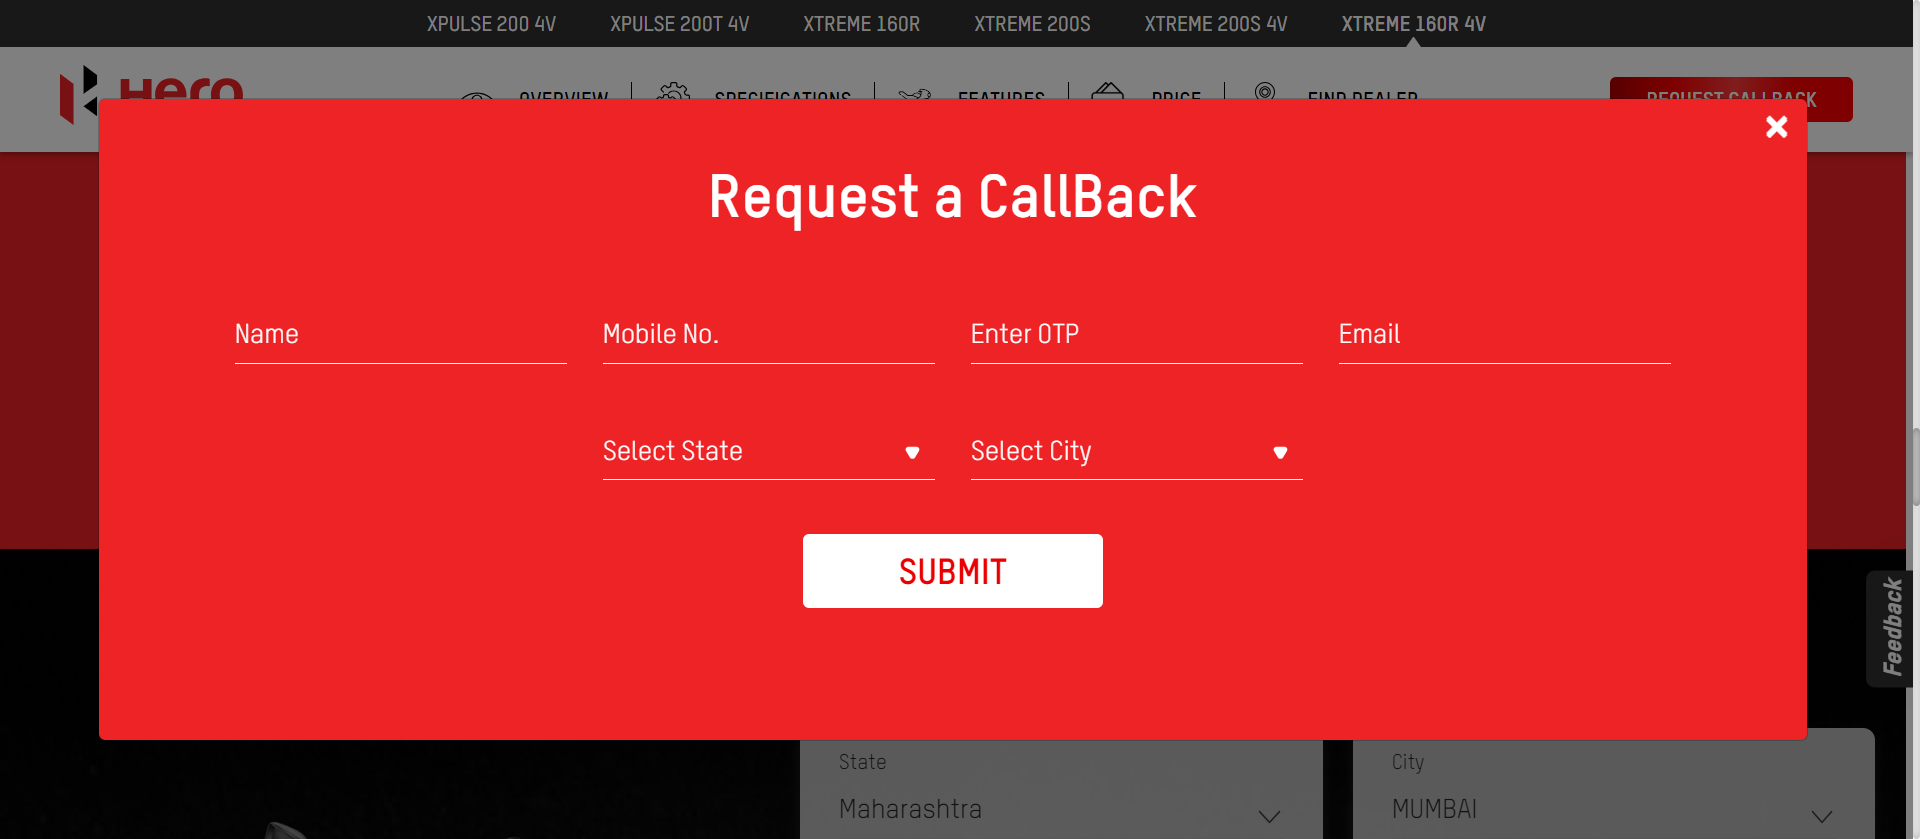 XPULSE 200 4V XPULSE 200T 4V XTREME 160R XTREME 200S XTREME 200S 4V XTREME 160R 4V
Hero OVERVIEW SPECIFICATIONS FEATURES PRICE FIND DEALER REQUEST CALLBACK
Request a CallBack
Name Mobile No. Enter OTP Email
Select State Select City
SUBMIT
Feedback
State City
Maharashtra MUMBAI